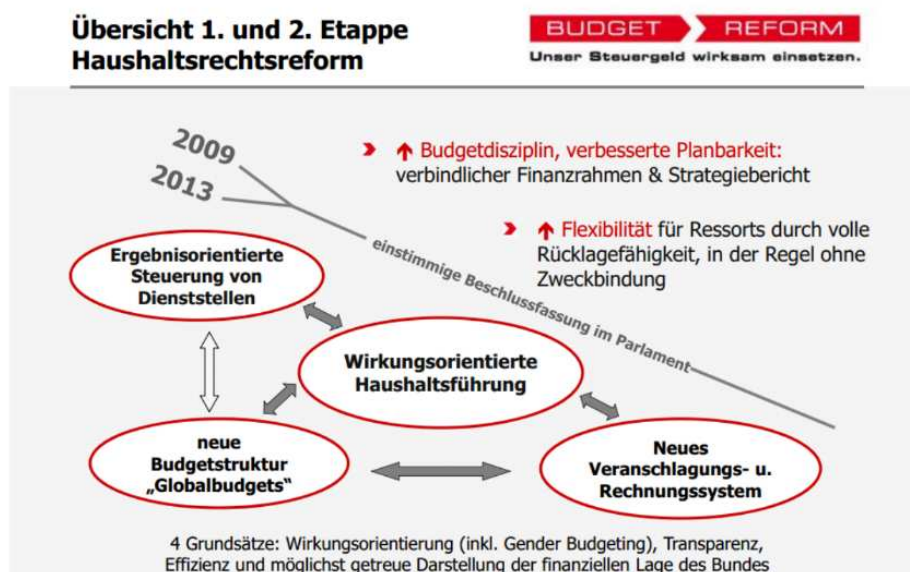 Übersicht 1. und 2. Etappe
Haushaltsrechtsreform
BUDGET REFORM
Unser Steuergeld wirksam einsetzen.
2009
2013
Budgetdisziplin, verbesserte Planbarkeit:
verbindlicher Finanzrahmen & Strategiebericht
Flexibilität für Ressorts durch volle
Rücklagefähigkeit, in der Regel ohne
Zweckbindung
einstimmige Beschlussfassung im Parlament
Ergebnisorientierte
Steuerung von
Dienststellen
Wirkungsorientierte
Haushaltsführung
neue
Budgetstruktur
„Globalbudgets“
Neues
Veranschlagungs- u.
Rechnungssystem
4 Grundsätze: Wirkungsorientierung (inkl. Gender Budgeting), Transparenz,
Effizienz und möglichst getreue Darstellung der finanziellen Lage des Bundes